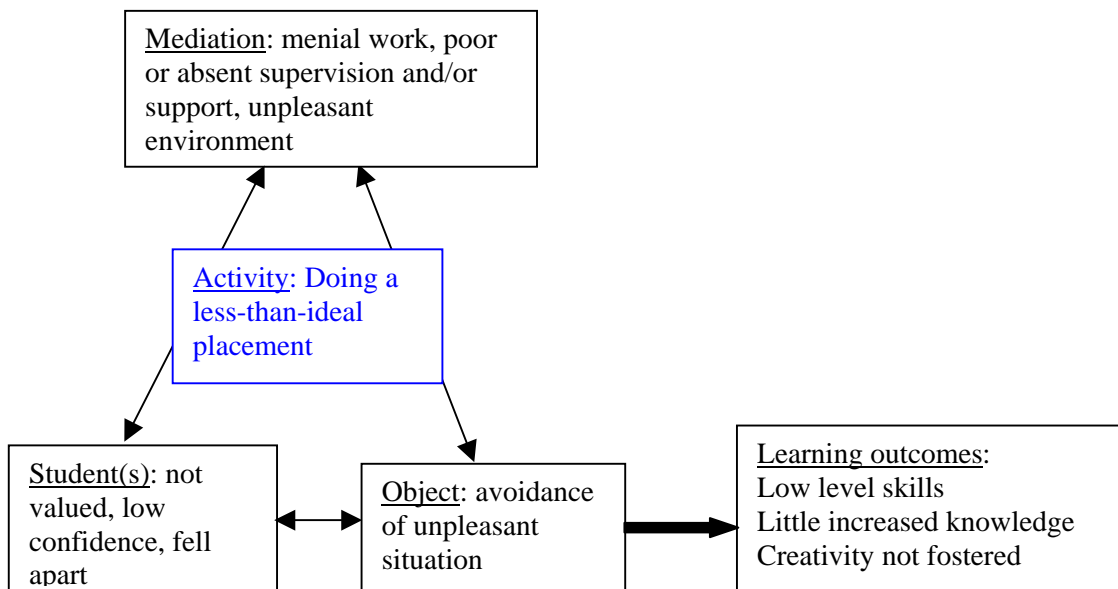 Mediation: menial work, poor
or absent supervision and/or
support, unpleasant
environment
Activity: Doing a
less-than-ideal
placement
Student(s): not
valued, low
confidence, fell
apart
Object: avoidance
of unpleasant
situation
Learning outcomes:
Low level skills
Little increased knowledge
Creativity not fostered